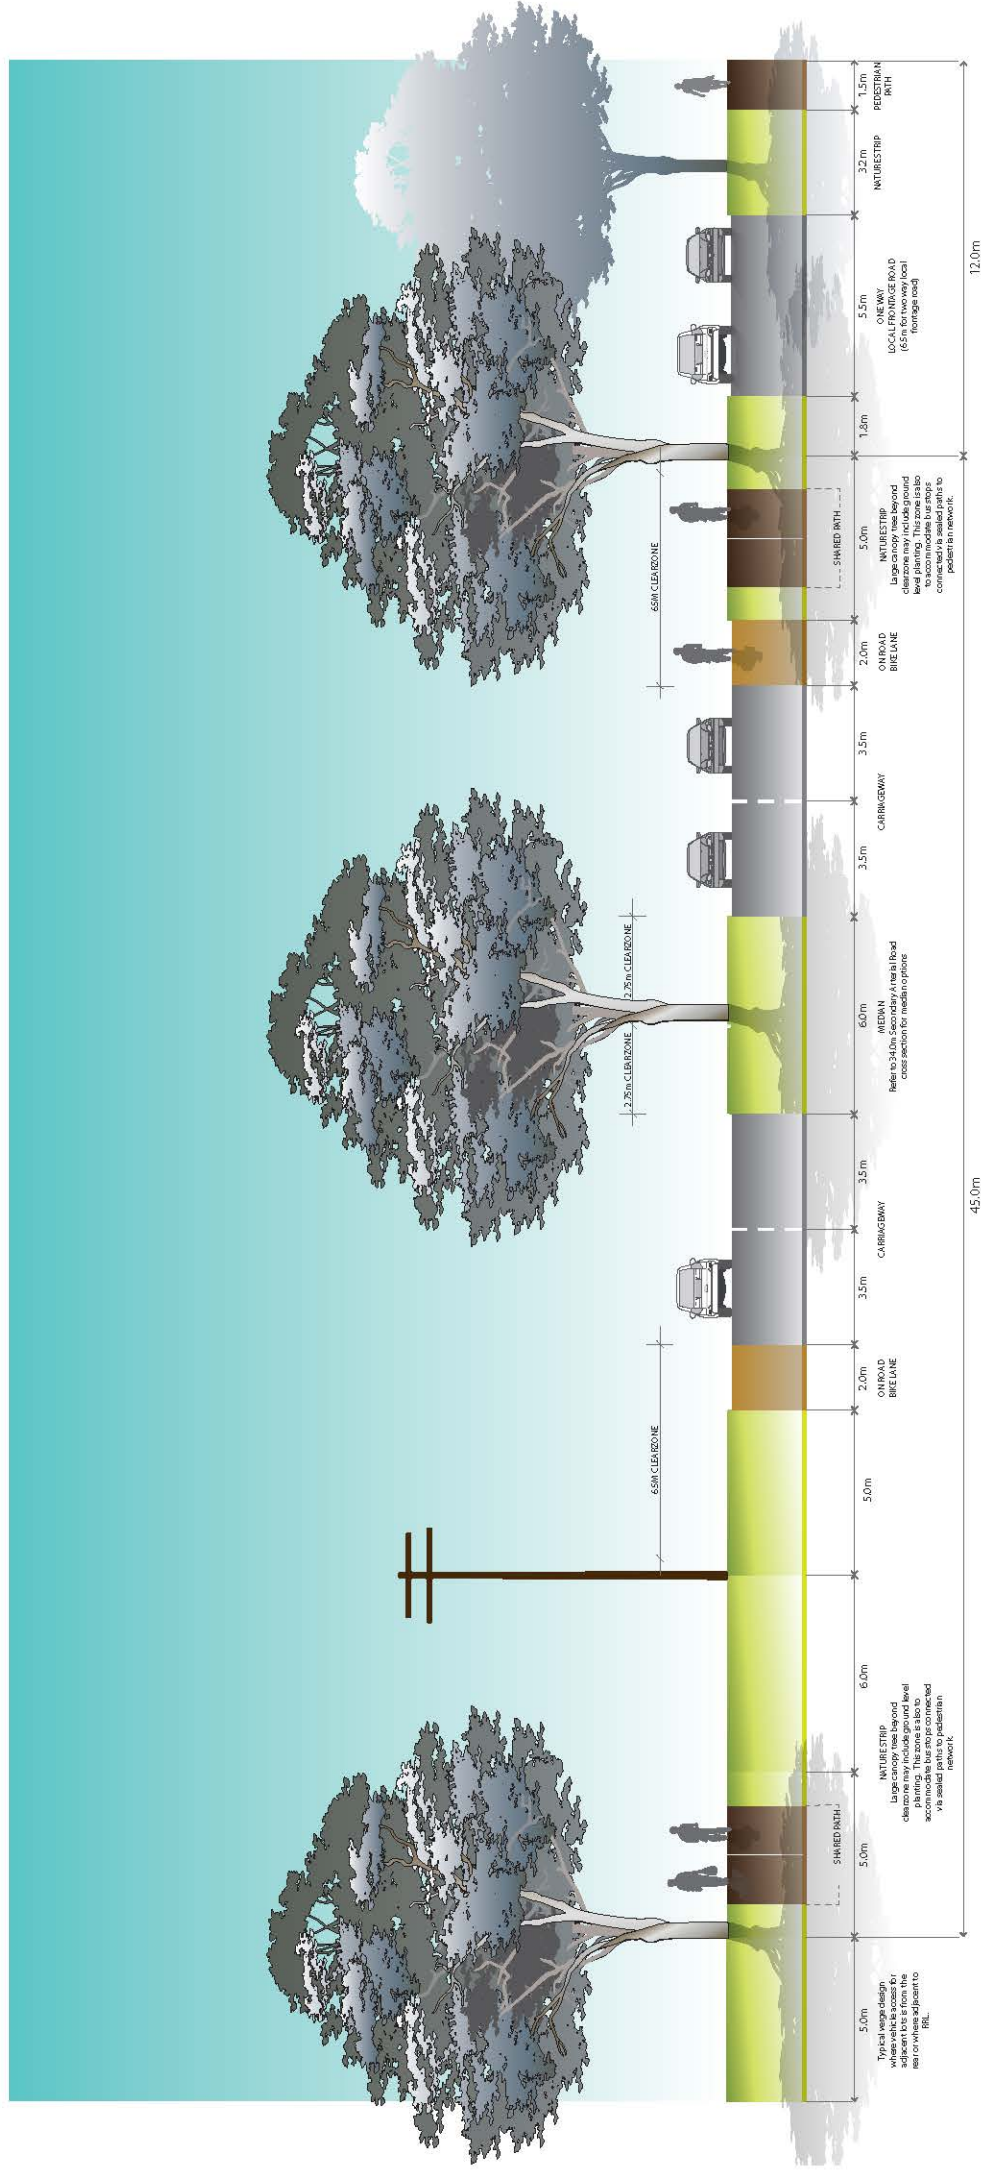 6.5M CLEARZONE
2.75m CLEARZONE
2.75m CLEARZONE
6.5M CLEARZONE
5.0m
5.0m
6.0m
5.0m
2.0m
3.5m
3.5m
6.0m
3.5m
3.5m
2.0m
5.0m
1.8m
5.5m
3.2m
1.5m
SHARED PATH
SHARED PATH
Typical verge design
where vehicle access for
adjacent lots is from the
rear or where adjacent to
RRL.
NATURESTRIP
Large canopy tree beyond
clearzone may include ground level
planting. This zone is also to
accommodate bus stops connected
via sealed paths to pedestrian
network.
ON ROAD
BIKE LANE
CARRIAGEWAY
MEDIAN
Refer to 34.0m Secondary Arterial Road
cross section for median options
CARRIAGEWAY
ON ROAD
BIKE LANE
NATURESTRIP
Large canopy tree beyond
clearzone may include ground
level planting. This zone is also
to accommodate bus stops
connected via sealed paths to
pedestrian network.
ONE WAY
LOCAL FRONTAGE ROAD
(6.5m for two way local
frontage road)
NATURESTRIP
PEDESTRIAN
PATH
45.0m
12.0m